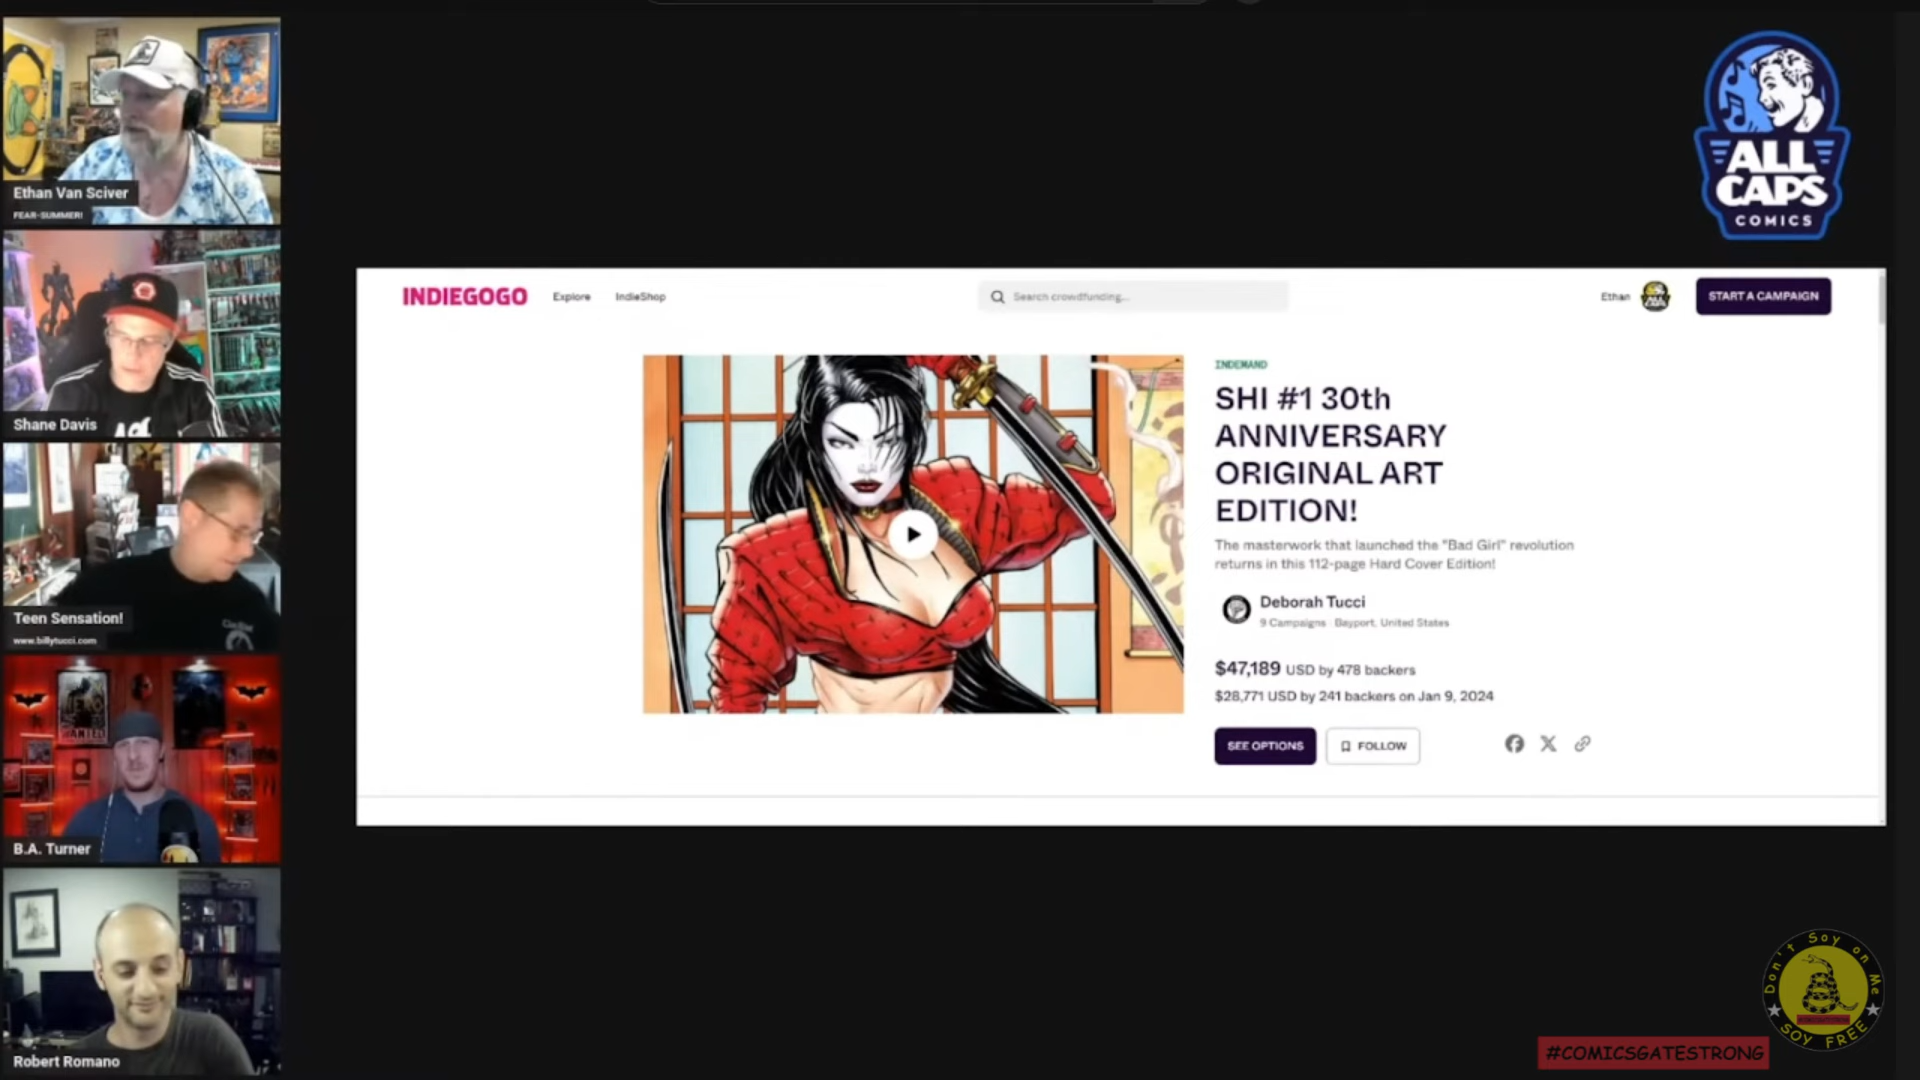 Ethan Van Sciver
FEAR-SUMMER!
Shane Davis
Teen Sensation!
www.billytucci.com
B.A. Turner
Robert Romano
ALL
CAPS
COMICS
INDIEGOGO
Explore
IndieShop
Search crowdfunding...
Ethan
START A CAMPAIGN
INDEMAND
SHI #1 30th
ANNIVERSARY
ORIGINAL ART
EDITION!
The masterwork that launched the "Bad Girl" revolution
returns in this 112-page Hard Cover Edition!
Deborah Tucci
9 Campaigns | Bayport, United States
$47,189 USD by 478 backers
$28,771 USD by 241 backers on Jan 9, 2024
SEE OPTIONS
FOLLOW
Don't Soy on Me
SOY FREE
#COMICSGATESTRONG